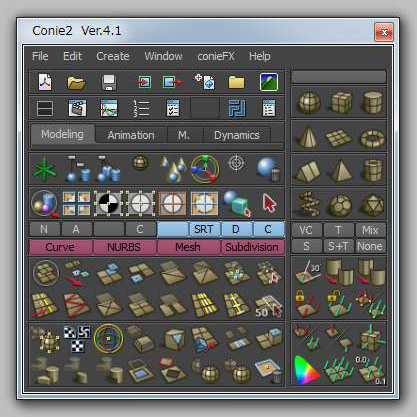 Conie2 Ver.4.1
x
File Edit Create Window conieFX Help
Modeling Animation M. Dynamics
N A C SRT D C
VC T Mix
Curve NURBS Mesh Subdivision
S S+T None
30
50
0.0
0.1